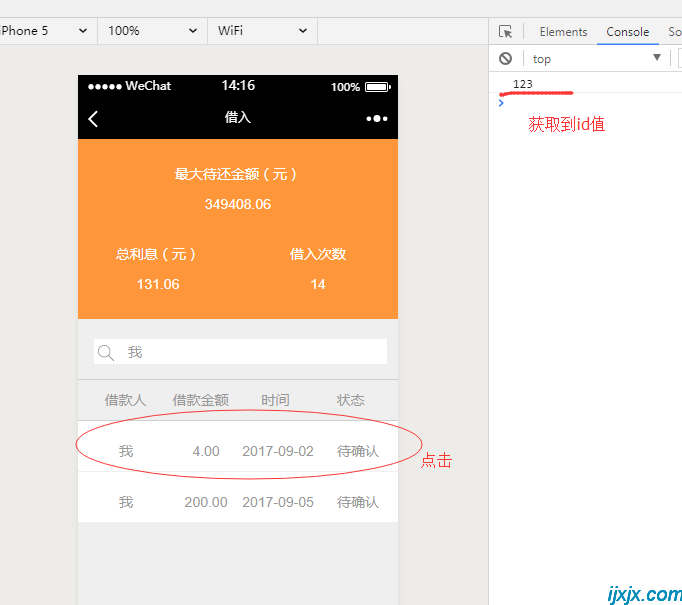 iPhone 5 100% WiFi
Elements Console So
top
123
获取到id值
WeChat 14:16 100%
借入
最大待还金额（元）
349408.06
总利息（元） 借入次数
131.06 14
我
借款人 借款金额 时间 状态
我 4.00 2017-09-02 待确认
点击
我 200.00 2017-09-05 待确认
ijxjx.com